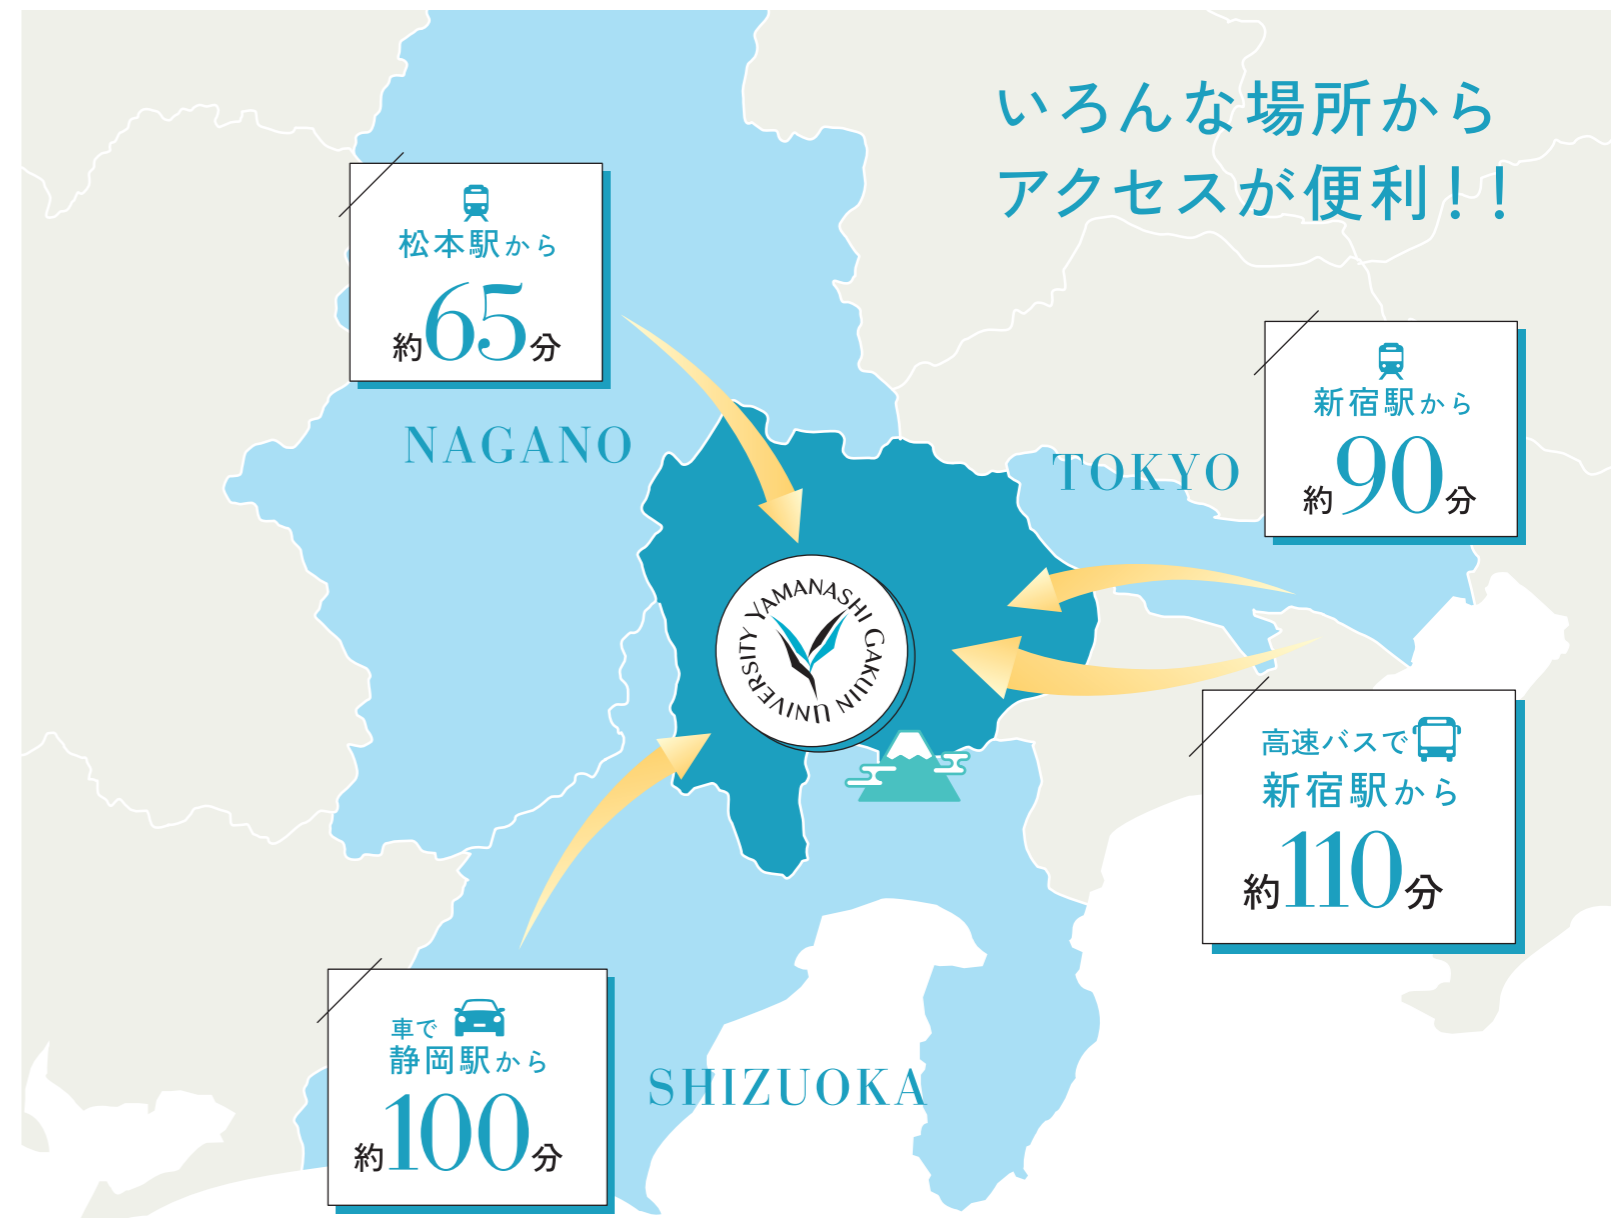 いろんな場所から
アクセスが便利！！
松本駅から
約65分
NAGANO
TOKYO
新宿駅から
約90分
YAMANASHI GAKUIN UNIVERSITY
高速バスで
新宿駅から
約110分
車で
静岡駅から
約100分
SHIZUOKA